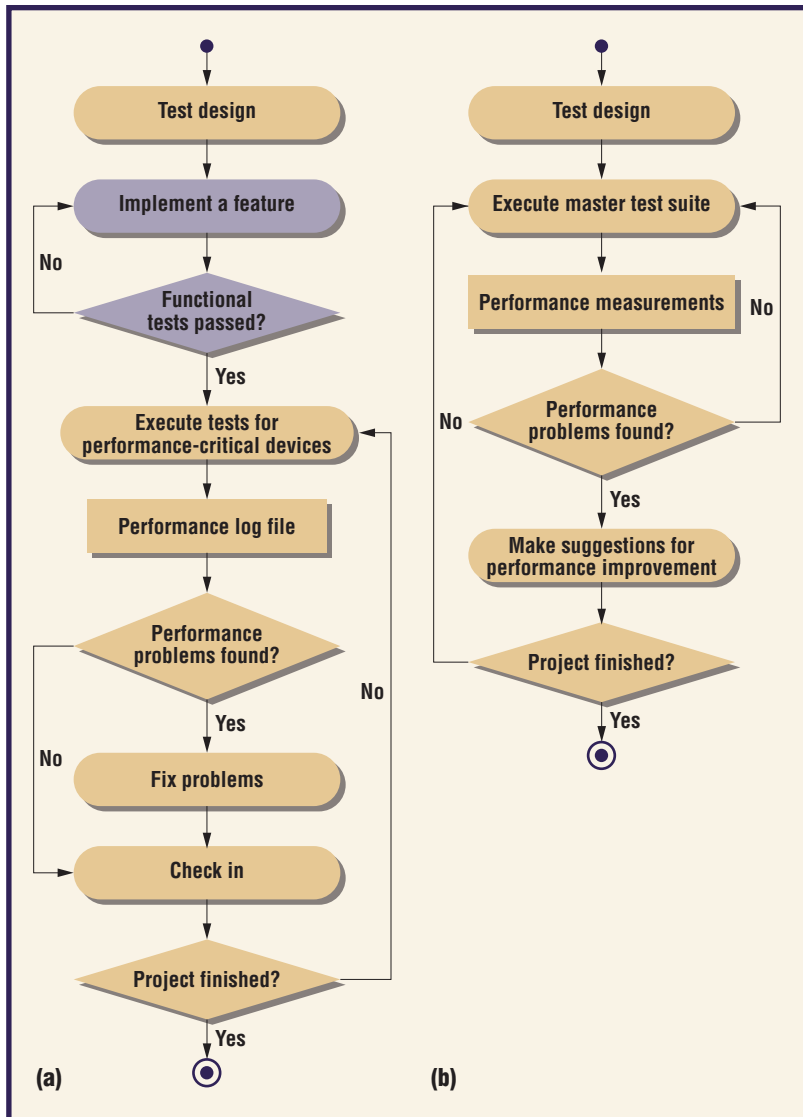 Test design
Implement a feature
No
Functional
tests passed?
Yes
Execute tests for
performance-critical devices
Performance log file
Performance
problems found?
No
Yes
No
Fix problems
Check in
Project finished?
Yes
(a)
Test design
Execute master test suite
Performance measurements
No
Performance
problems found?
No
Yes
Make suggestions for
performance improvement
Project finished?
Yes
(b)